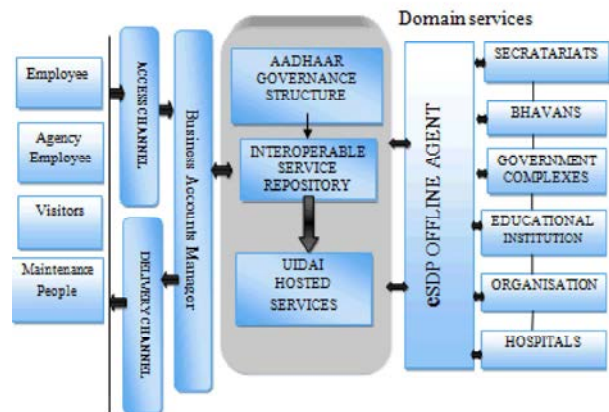 Domain services
Employee
Agency
Employee
Visitors
Maintenance
People
ACCESS CHANNEL
DELIVERY CHANNEL
Business Accounts Manager
AADHAAR
GOVERNANCE
STRUCTURE
INTEROPERABLE
SERVICE
REPOSITORY
UIDAI
HOSTED
SERVICES
eSDP OFFLINE AGENT
SECRATARIATS
BHAVANS
GOVERNMENT
COMPLEXES
EDUCATIONAL
INSTITUTION
ORGANISATION
HOSPITALS